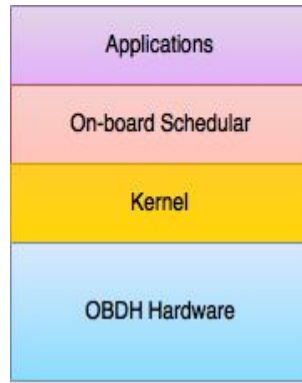 Applications
On-board Schedular
Kernel
OBDH Hardware